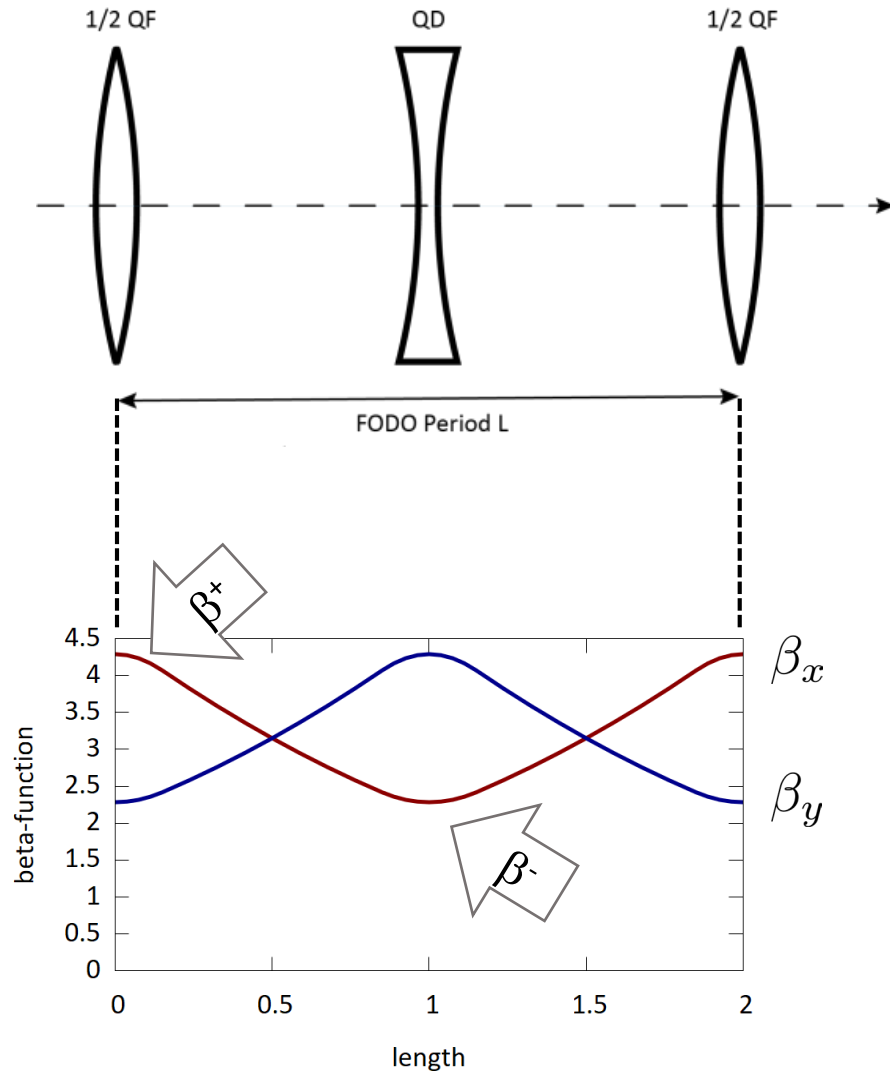 1/2 QF
QD
1/2 QF
FODO Period L
β+
4.5
4
3.5
3
2.5
2
1.5
1
0.5
0
beta-function
βx
βy
β-
0
0.5
1
1.5
2
length